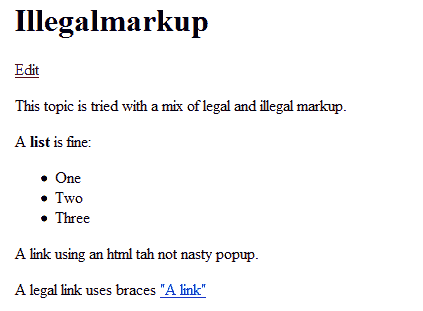 Illegalmarkup
Edit
This topic is tried with a mix of legal and illegal markup.
A list is fine:
One
Two
Three
A link using an html tah not nasty popup.
A legal link uses braces "A link"